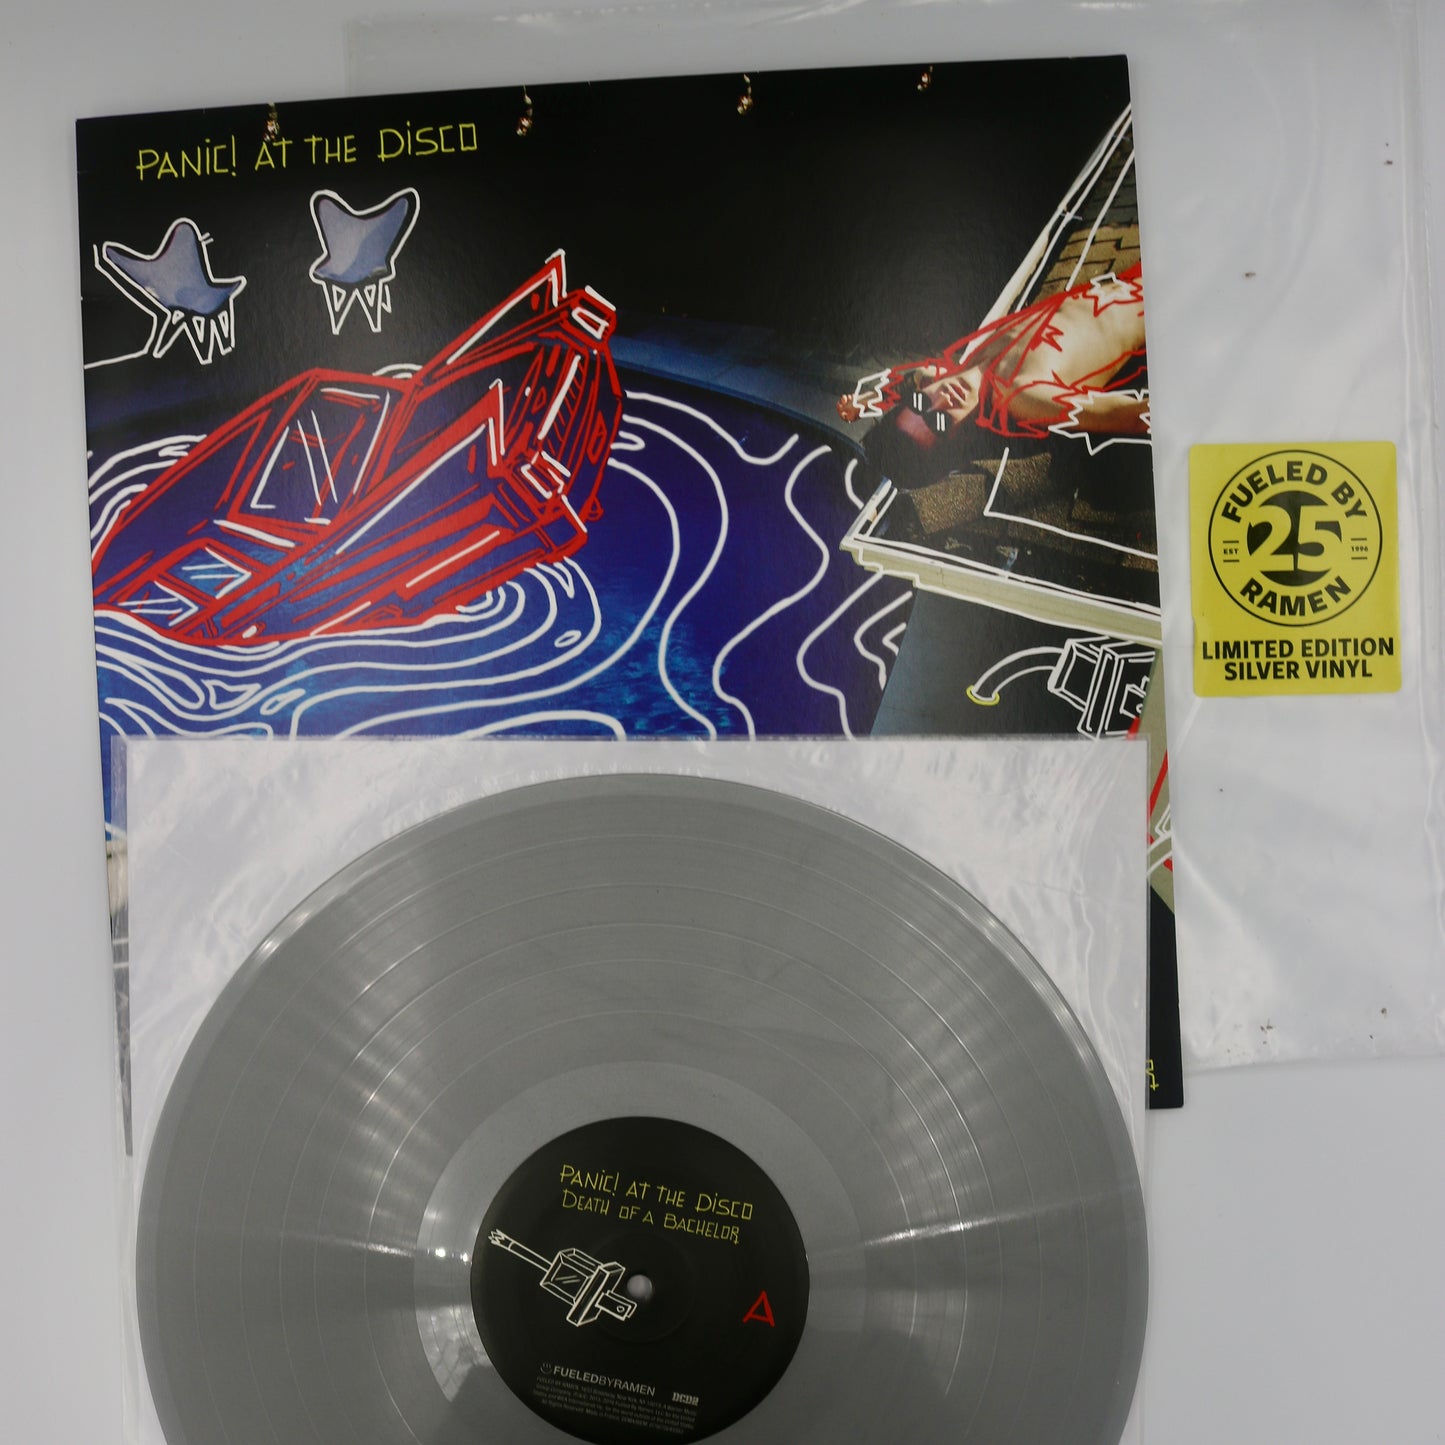 PANIC! AT THE DISCO
FUELED BY
25
EST
1996
RAMEN
LIMITED EDITION
SILVER VINYL
PANIC! AT THE DISCO
DEATH OF A BACHELOR
A
FUELEDBYRAMEN
DCD2